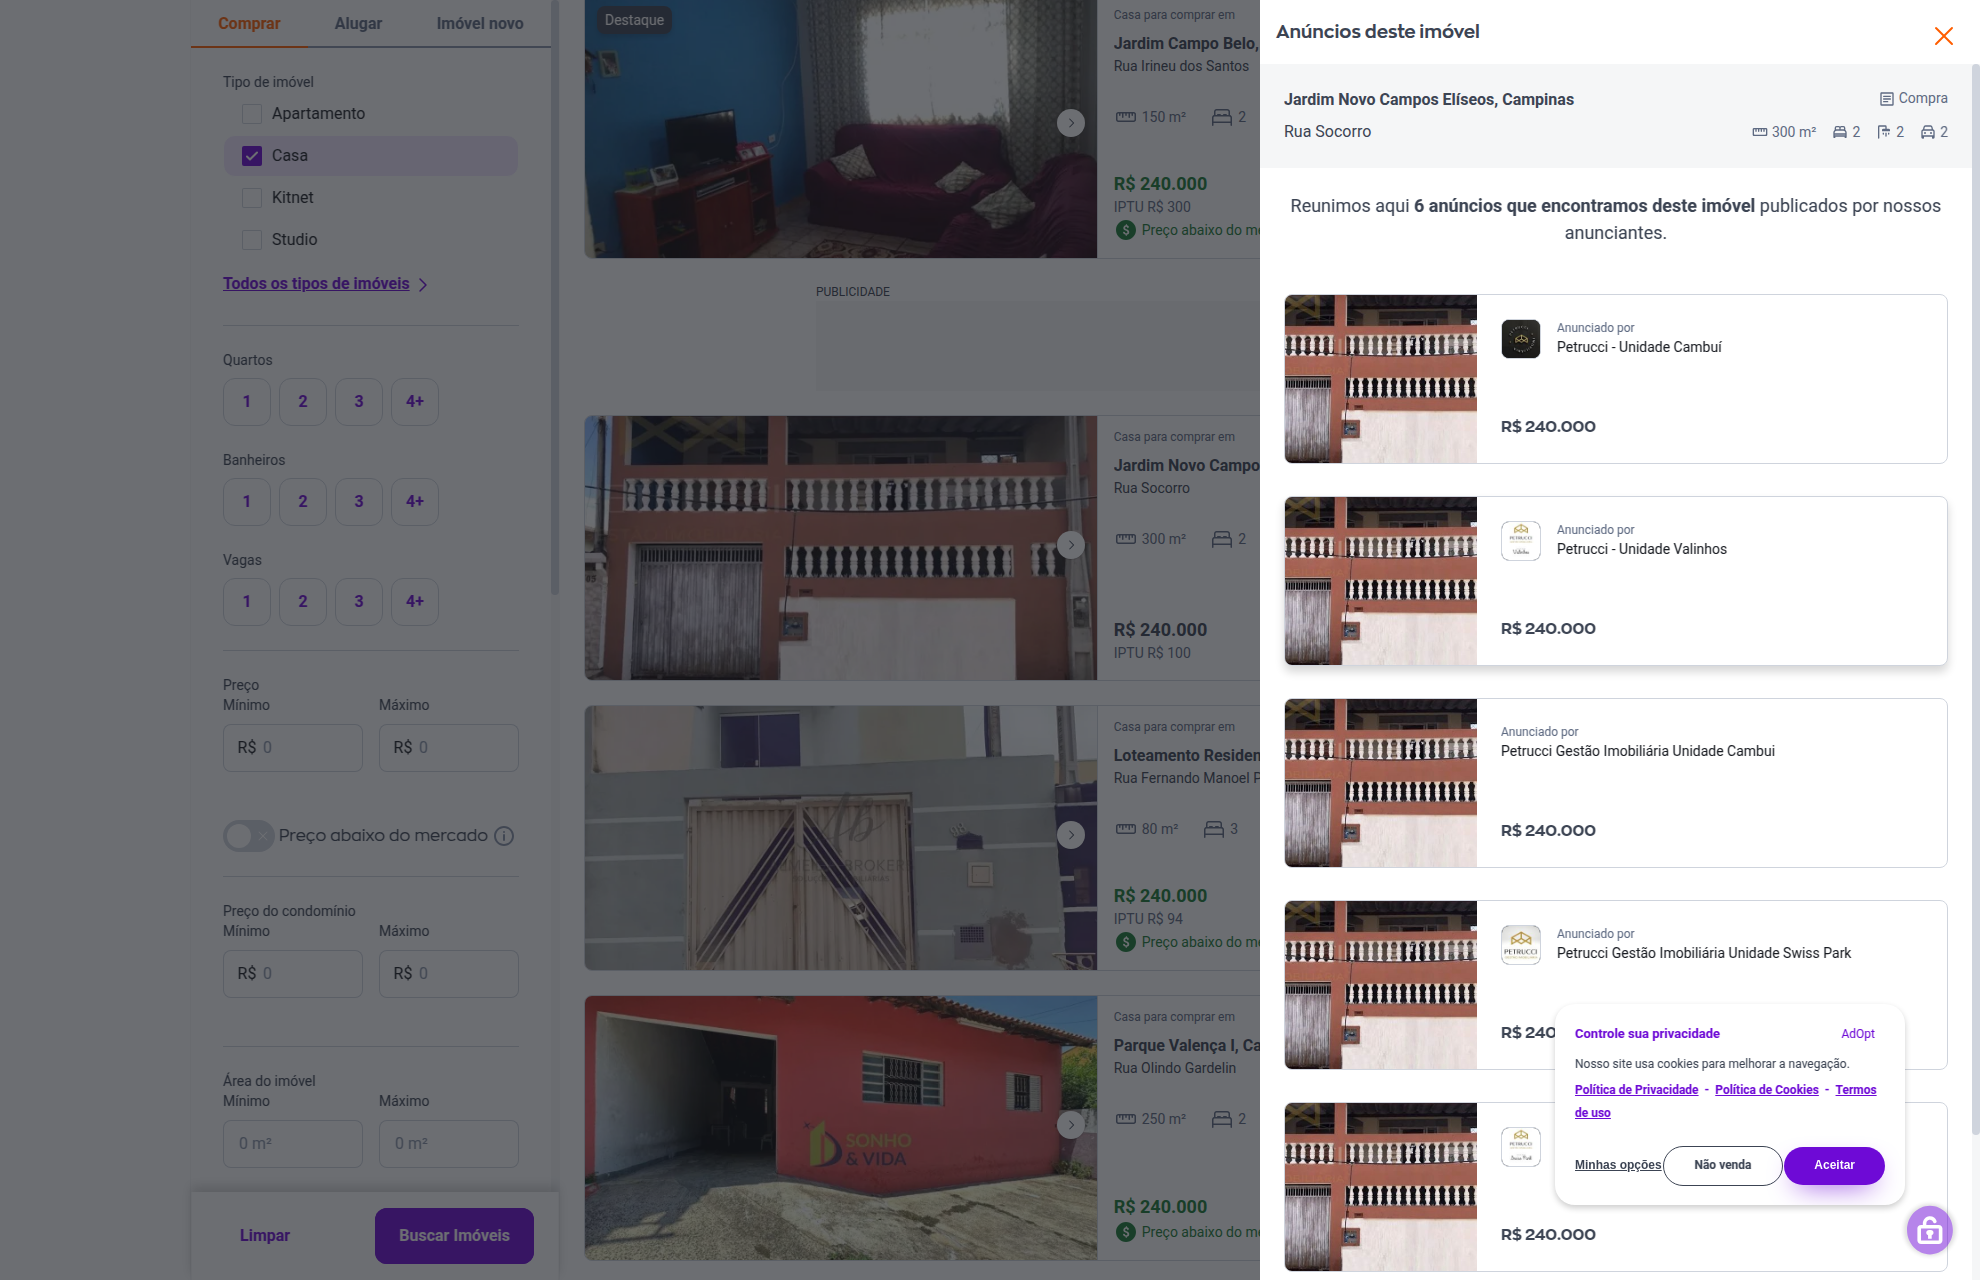 Comprar
Alugar
Imóvel novo
Tipo de imóvel
Apartamento
Casa
Kitnet
Studio
Todos os tipos de imóveis
Quartos
1
2
3
4+
Banheiros
1
2
3
4+
Vagas
1
2
3
4+
Preço
Mínimo
Máximo
R$ 0
R$ 0
Preço abaixo do mercado
Preço do condomínio
Mínimo
Máximo
R$ 0
R$ 0
Área do imóvel
Mínimo
Máximo
0 m²
0 m²
Limpar
Buscar Imóveis
Destaque
Casa para comprar em
Jardim Campo Belo,
Rua Irineu dos Santos
150 m²
2
R$ 240.000
IPTU R$ 300
Preço abaixo do me
PUBLICIDADE
Casa para comprar em
Jardim Novo Campo
Rua Socorro
300 m²
2
R$ 240.000
IPTU R$ 100
Casa para comprar em
Loteamento Residen
Rua Fernando Manoel P
80 m²
3
R$ 240.000
IPTU R$ 94
Preço abaixo do me
SONHO
& VIDA
Casa para comprar em
Parque Valença I, Ca
Rua Olindo Gardelin
250 m²
2
R$ 240.000
Preço abaixo do me
Anúncios deste imóvel
Jardim Novo Campos Elíseos, Campinas
Compra
Rua Socorro
300 m²
2
2
2
Reunimos aqui 6 anúncios que encontramos deste imóvel publicados por nossos
anunciantes.
Anunciado por
Petrucci - Unidade Cambuí
R$ 240.000
PETRUCCI
Valinhos
Anunciado por
Petrucci - Unidade Valinhos
R$ 240.000
Anunciado por
Petrucci Gestão Imobiliária Unidade Cambui
R$ 240.000
PETRUCCI
Anunciado por
Petrucci Gestão Imobiliária Unidade Swiss Park
R$ 240
PETRUCCI
Swiss Park
R$ 240.000
Controle sua privacidade
AdOpt
Nosso site usa cookies para melhorar a navegação.
Política de Privacidade - Política de Cookies - Termos
de uso
Minhas opções
Não venda
Aceitar